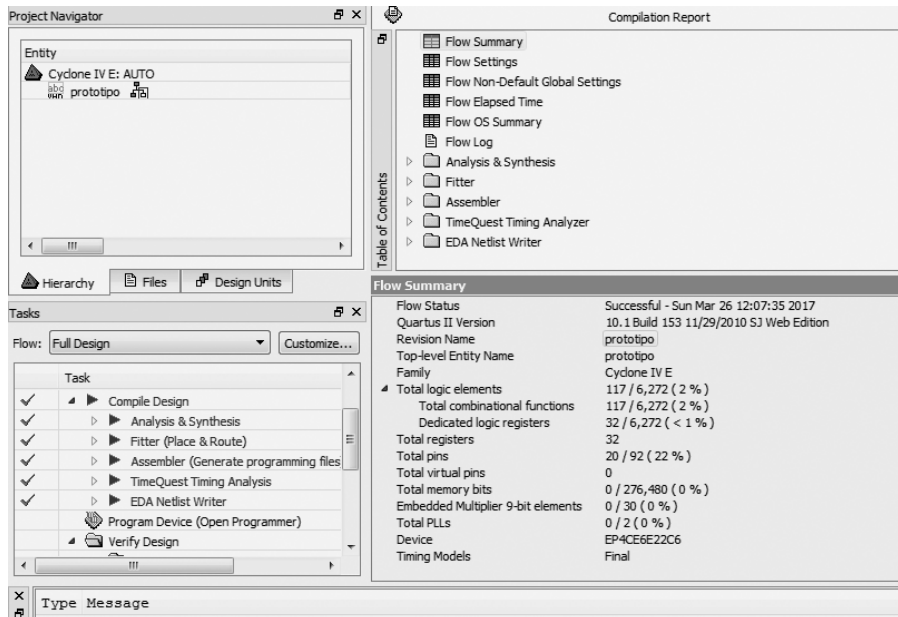 Project Navigator
Entity
Cyclone IV E: AUTO
prototipo
Hierarchy
Files
Design Units
Tasks
Flow: Full Design
Customize...
Task
Compile Design
Analysis & Synthesis
Fitter (Place & Route)
Assembler (Generate programming files
TimeQuest Timing Analysis
EDA Netlist Writer
Program Device (Open Programmer)
Verify Design
Compilation Report
Table of Contents
Flow Summary
Flow Settings
Flow Non-Default Global Settings
Flow Elapsed Time
Flow OS Summary
Flow Log
Analysis & Synthesis
Fitter
Assembler
TimeQuest Timing Analyzer
EDA Netlist Writer
Flow Summary
Flow Status Successful - Sun Mar 26 12:07:35 2017
Quartus II Version 10.1 Build 153 11/29/2010 SJ Web Edition
Revision Name prototipo
Top-level Entity Name prototipo
Family Cyclone IV E
Total logic elements 117 / 6,272 ( 2 % )
Total combinational functions 117 / 6,272 ( 2 % )
Dedicated logic registers 32 / 6,272 ( < 1 % )
Total registers 32
Total pins 20 / 92 ( 22 % )
Total virtual pins 0
Total memory bits 0 / 276,480 ( 0 % )
Embedded Multiplier 9-bit elements 0 / 30 ( 0 % )
Total PLLs 0 / 2 ( 0 % )
Device EP4CE6E22C6
Timing Models Final
Type Message